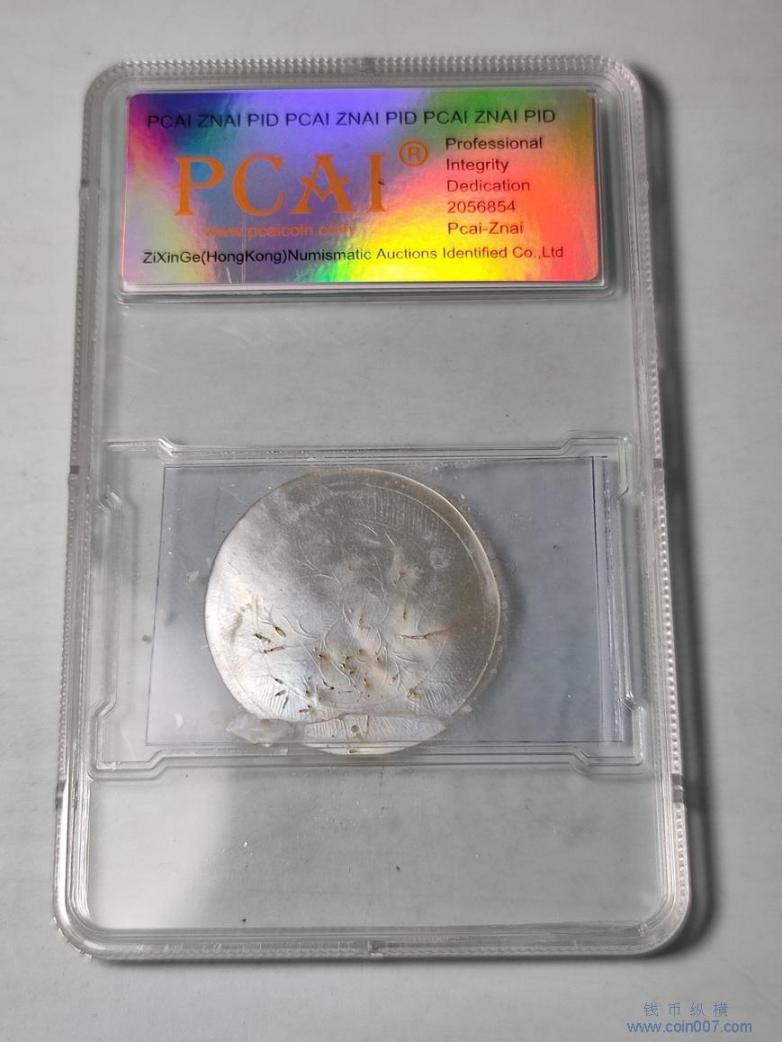 PCAI ZNAI PID PCAI ZNAI PID PCAI ZNAI PID
PCAI®
www.pcaicoin.com
Professional
Integrity
Dedication
2056854
Pcai-Znai
ZiXinGe(HongKong)Numismatic Auctions Identified Co.,Ltd
钱币纵横
www.coin007.com